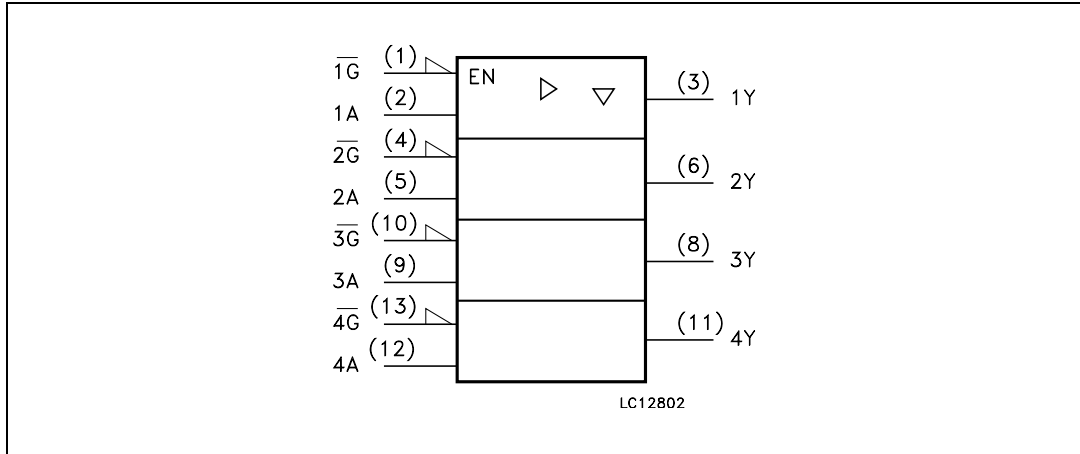 1G̅ (1) EN (3) 1Y
1A (2)
2G̅ (4) (6) 2Y
2A (5)
3G̅ (10) (8) 3Y
3A (9)
4G̅ (13) (11) 4Y
4A (12)
LC12802